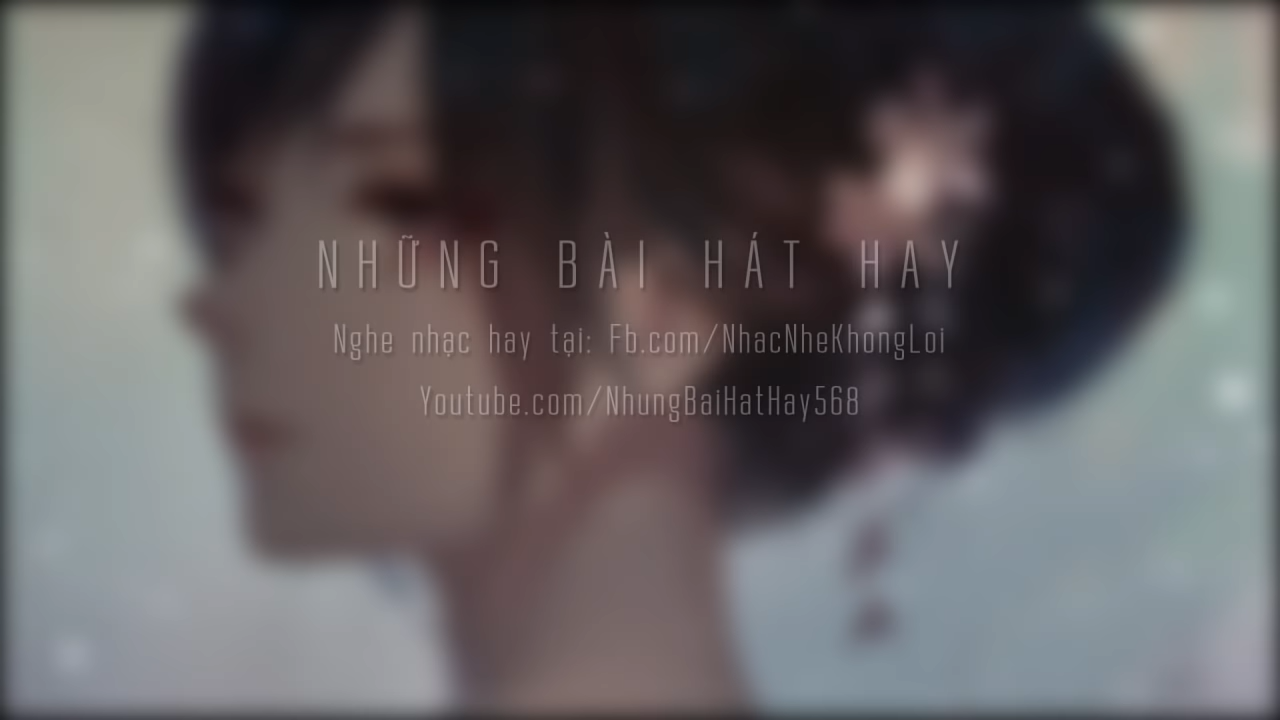 NHỮNG BÀI HÁT HAY
Nghe nhạc hay tại: Fb.com/NhacNheKhongLoi
Youtube.com/NhungBaiHatHay568